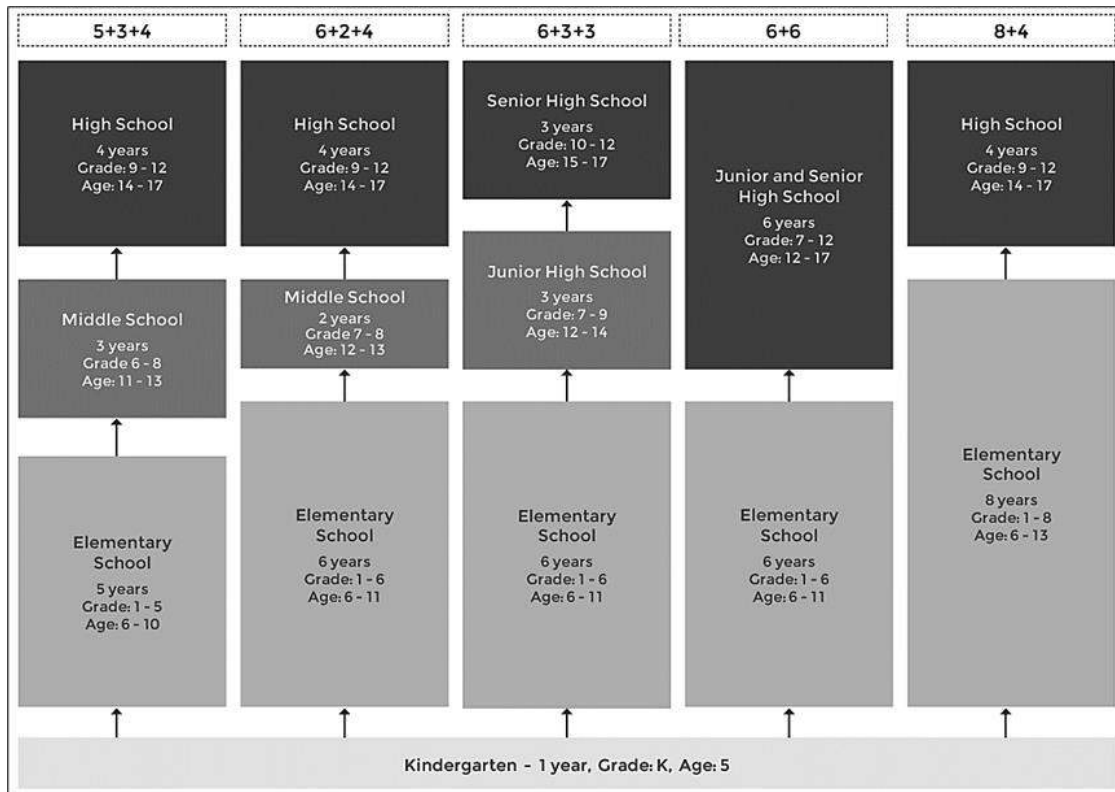 5+3+4
6+2+4
6+3+3
6+6
8+4
High School
4 years
Grade: 9 - 12
Age: 14 - 17
Middle School
3 years
Grade 6 - 8
Age: 11 - 13
Elementary
School
5 years
Grade: 1 - 5
Age: 6 - 10
High School
4 years
Grade: 9 - 12
Age: 14 - 17
Middle School
2 years
Grade 7 - 8
Age: 12 - 13
Elementary
School
6 years
Grade: 1 - 6
Age: 6 - 11
Senior High School
3 years
Grade: 10 - 12
Age: 15 - 17
Junior High School
3 years
Grade: 7 - 9
Age: 12 - 14
Elementary
School
6 years
Grade: 1 - 6
Age: 6 - 11
Junior and Senior
High School
6 years
Grade: 7 - 12
Age: 12 - 17
Elementary
School
6 years
Grade: 1 - 6
Age: 6 - 11
High School
4 years
Grade: 9 - 12
Age: 14 - 17
Elementary
School
8 years
Grade: 1 - 8
Age: 6 - 13
Kindergarten - 1 year, Grade: K, Age: 5